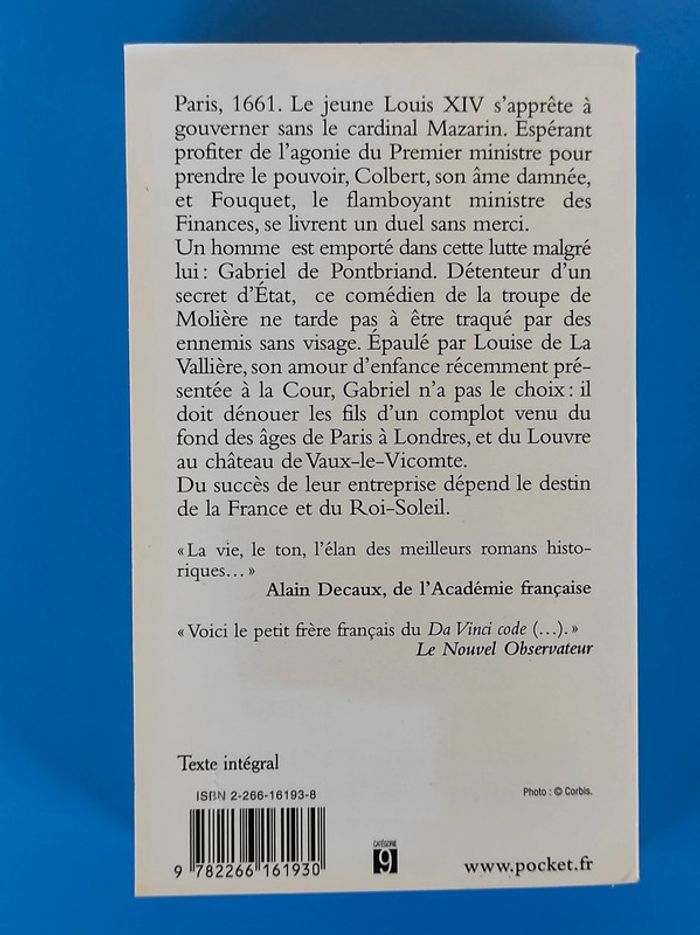 Paris, 1661. Le jeune Louis XIV s’apprête à
gouverner sans le cardinal Mazarin. Espérant
profiter de l’agonie du Premier ministre pour
prendre le pouvoir, Colbert, son âme damnée,
et Fouquet, le flamboyant ministre des
Finances, se livrent un duel sans merci.
Un homme est emporté dans cette lutte malgré
lui : Gabriel de Pontbriand. Détenteur d’un
secret d’État, ce comédien de la troupe de
Molière ne tarde pas à être traqué par des
ennemis sans visage. Épaulé par Louise de La
Vallière, son amour d’enfance récemment pré-
sentée à la Cour, Gabriel n’a pas le choix : il
doit dénouer les fils d’un complot venu du
fond des âges de Paris à Londres, et du Louvre
au château de Vaux-le-Vicomte.
Du succès de leur entreprise dépend le destin
de la France et du Roi-Soleil.
« La vie, le ton, l’élan des meilleurs romans histo-
riques… »
Alain Decaux, de l’Académie française
« Voici le petit frère français du Da Vinci code (…). »
Le Nouvel Observateur
Texte intégral
ISBN 2-266-16193-8
Photo : © Corbis.
9 782266 161930
CATÉGORIE
9
www.pocket.fr